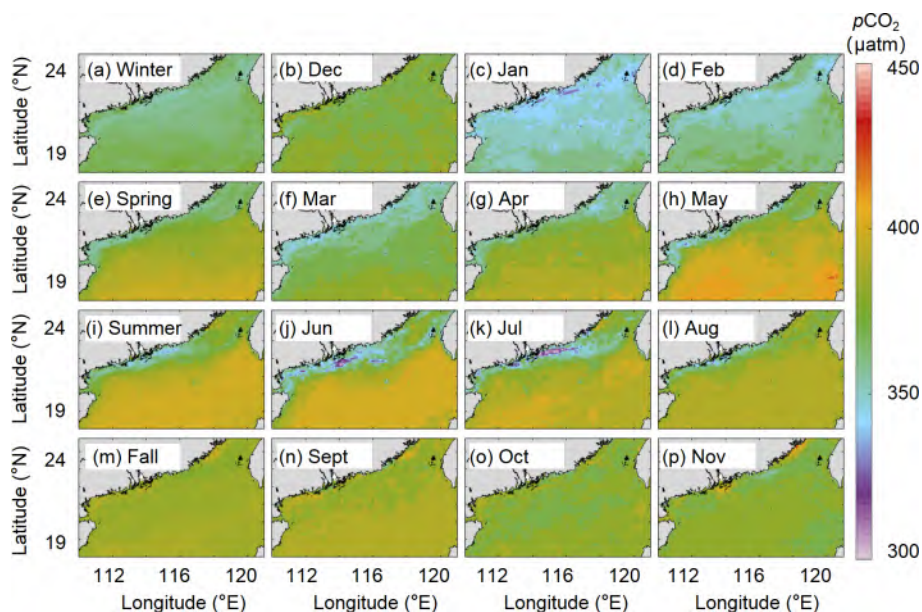 pCO₂
(µatm)
(a) Winter
(b) Dec
(c) Jan
(d) Feb
(e) Spring
(f) Mar
(g) Apr
(h) May
(i) Summer
(j) Jun
(k) Jul
(l) Aug
(m) Fall
(n) Sept
(o) Oct
(p) Nov
Latitude (°N)
24
19
Latitude (°N)
24
19
Latitude (°N)
24
19
Latitude (°N)
24
19
112 116 120
112 116 120
112 116 120
112 116 120
Longitude (°E)
Longitude (°E)
Longitude (°E)
Longitude (°E)
450
400
350
300